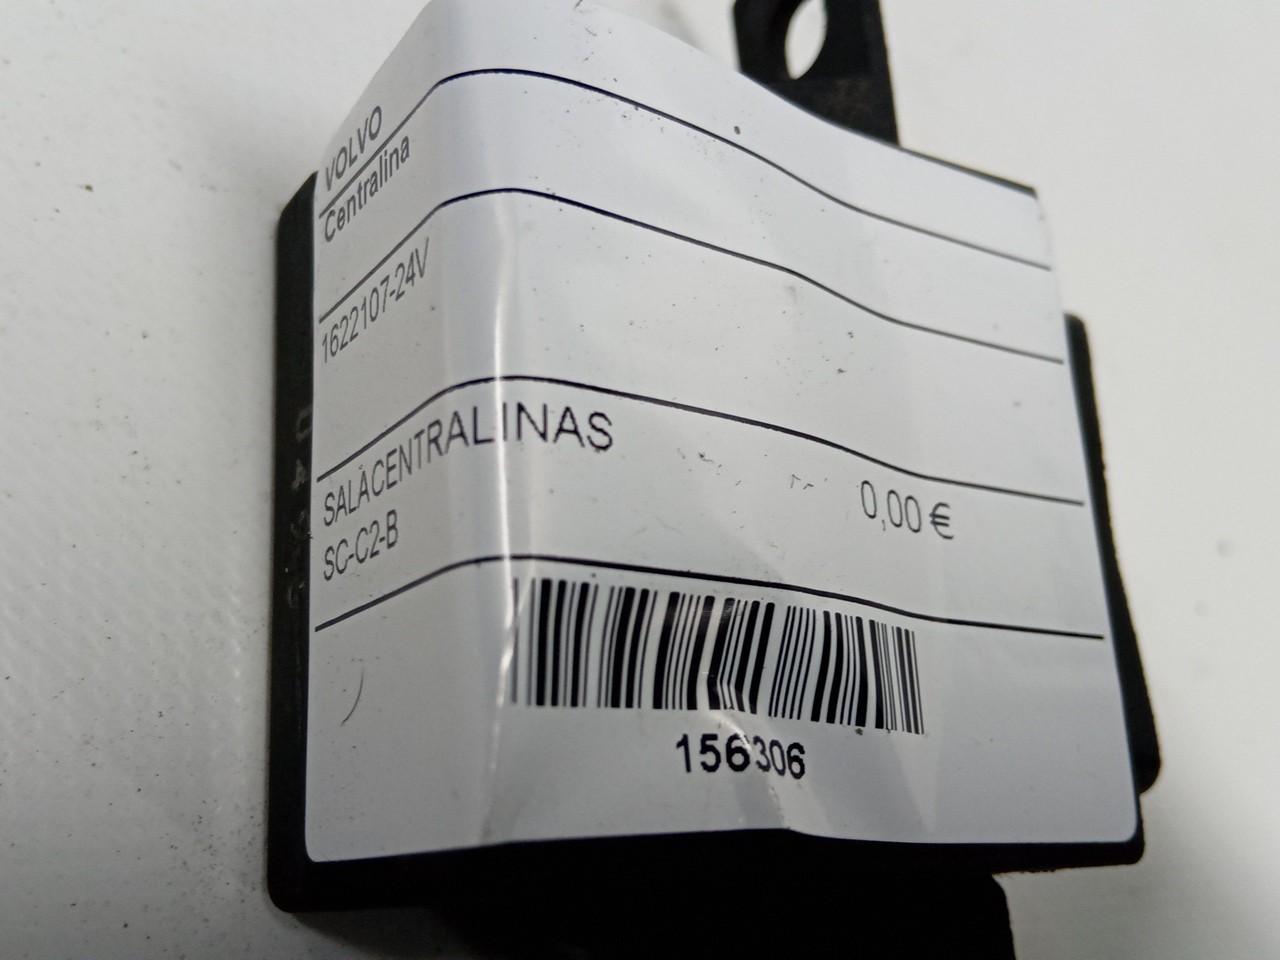 VOLVO
Centralina
1622107-24V
SALACENTRALINAS
SC-C2-B
0,00 €
156306